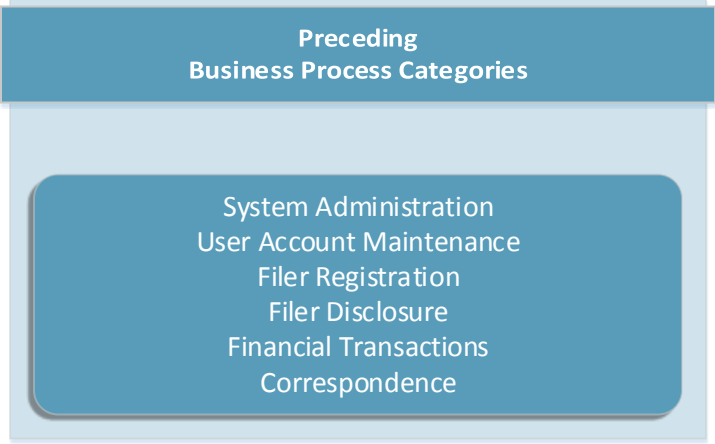 Preceding
Business Process Categories
System Administration
User Account Maintenance
Filer Registration
Filer Disclosure
Financial Transactions
Correspondence